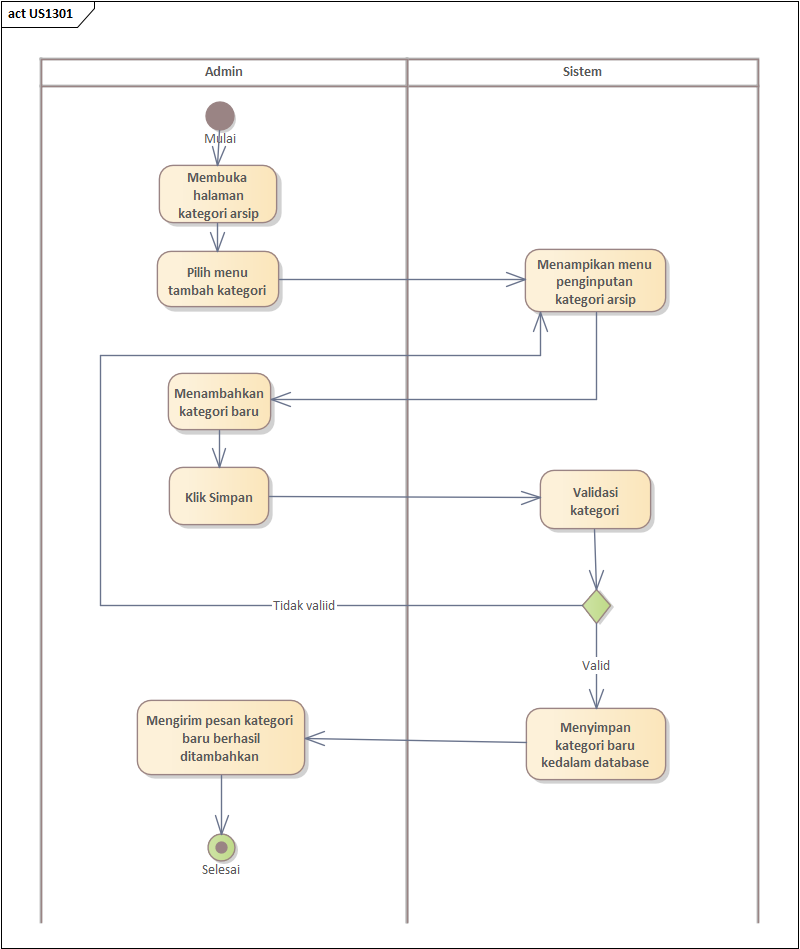 act US1301
Admin
Sistem
Mulai
Membuka
halaman
kategori arsip
Pilih menu
tambah kategori
Menampikan menu
penginputan
kategori arsip
Menambahkan
kategori baru
Klik Simpan
Validasi
kategori
Tidak valiid
Valid
Menyimpan
kategori baru
kedalam database
Mengirim pesan kategori
baru berhasil
ditambahkan
Selesai